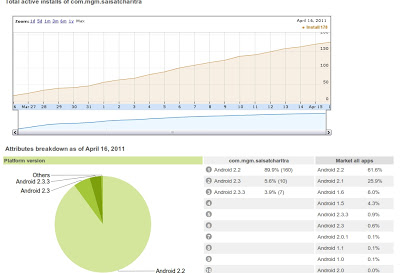 Total active installs of com.mgm.saisatcharitra
Zoom: 1d 5d 1m 3m 6m 1y Max
April 16, 2011
200
150
100
50
0
Mar 27 28 29 30 31 1 2 3 4 5 6 7 8 9 10 11 12 13 14 Apr 15
Attributes breakdown as of April 16, 2011
Platform version
com.mgm.saisatcharitra
Market all apps
Others
Android 2.3.3
Android 2.3
Android 2.2
Android 2.2 89.9% (160) Android 2.2 61.6%
Android 2.3 5.6% (10) Android 2.1 25.9%
Android 2.3.3 3.9% (7) Android 1.6 6.0%
Android 1.5 4.3%
Android 2.3.3 0.9%
Android 2.3 0.6%
Android 2.0.1 0.1%
Android 1.1 0.1%
Android 1.0 0.0%
Android 2.0 0.0%